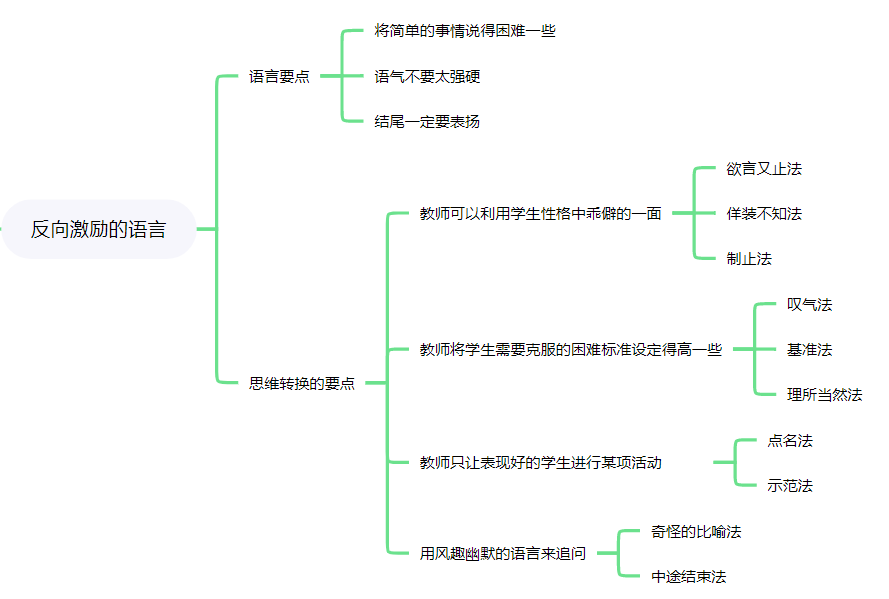 反向激励的语言
语言要点
将简单的事情说得困难一些
语气不要太强硬
结尾一定要表扬
思维转换的要点
教师可以利用学生性格中乖僻的一面
欲言又止法
佯装不知法
制止法
教师将学生需要克服的困难标准设定得高一些
叹气法
基准法
理所当然法
教师只让表现好的学生进行某项活动
点名法
示范法
用风趣幽默的语言来追问
奇怪的比喻法
中途结束法